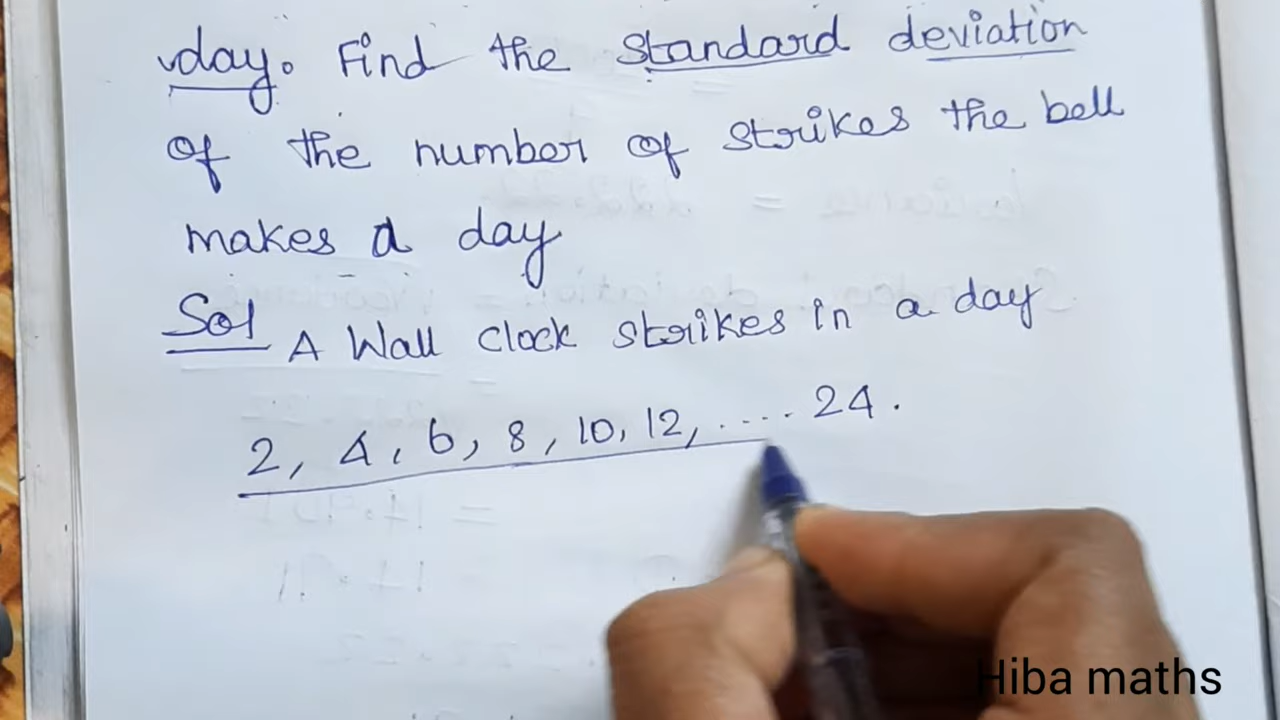 day. Find the standard deviation
of the number of strikes the bell
makes a day
Sol A Wall clock strikes in a day
2, 4, 6, 8, 10, 12, ..... 24.
Hiba maths